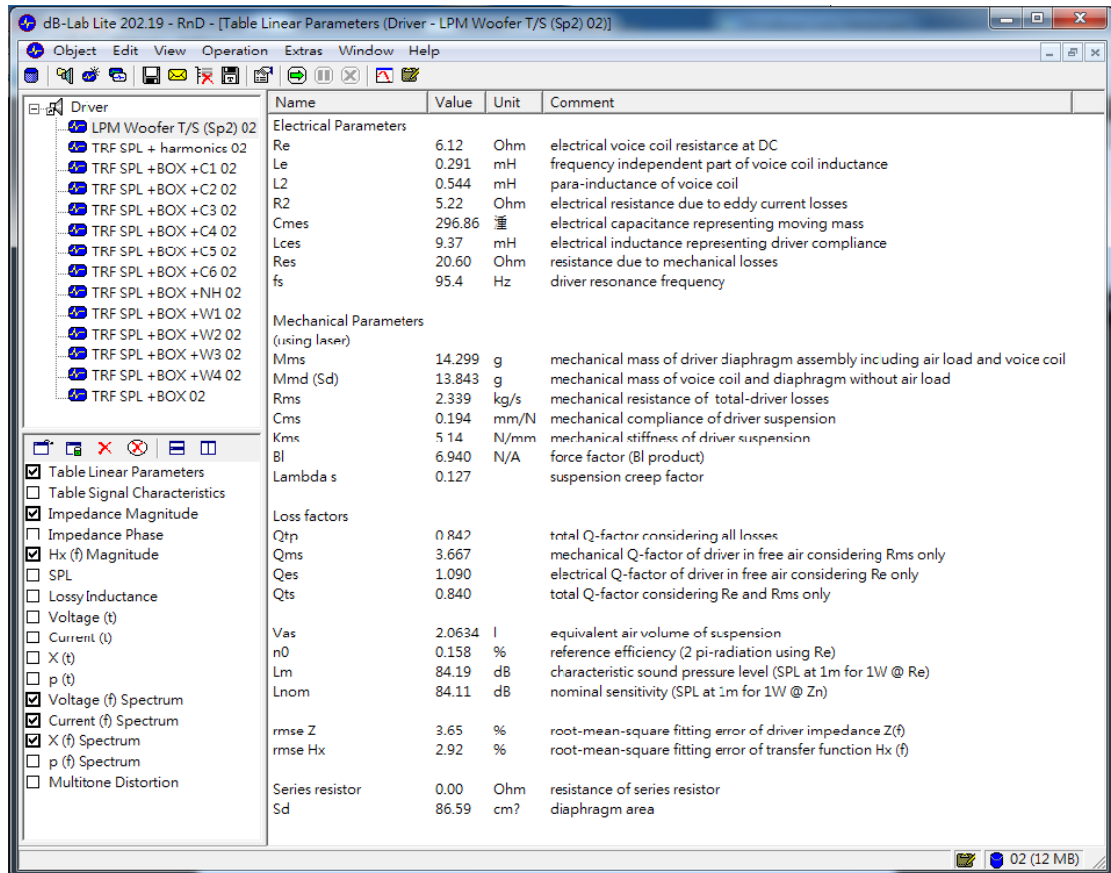 dB-Lab Lite 202.19 - RnD - [Table Linear Parameters (Driver - LPM Woofer T/S (Sp2) 02)]
Object Edit View Operation Extras Window Help
Drver
LPM Woofer T/S (Sp2) 02
TRF SPL + harmonics 02
TRF SPL +BOX +C1 02
TRF SPL +BOX +C2 02
TRF SPL +BOX +C3 02
TRF SPL +BOX +C4 02
TRF SPL +BOX +C5 02
TRF SPL +BOX +C6 02
TRF SPL +BOX +NH 02
TRF SPL +BOX +W1 02
TRF SPL +BOX +W2 02
TRF SPL +BOX +W3 02
TRF SPL +BOX +W4 02
TRF SPL +BOX 02
Table Linear Parameters
Table Signal Characteristics
Impedance Magnitude
Impedance Phase
Hx (f) Magnitude
SPL
Lossy Inductance
Voltage (t)
Current (t)
X (t)
p (t)
Voltage (f) Spectrum
Current (f) Spectrum
X (f) Spectrum
p (f) Spectrum
Multitone Distortion
Name Value Unit Comment
Electrical Parameters
Re 6.12 Ohm electrical voice coil resistance at DC
Le 0.291 mH frequency independent part of voice coil inductance
L2 0.544 mH para-inductance of voice coil
R2 5.22 Ohm electrical resistance due to eddy current losses
Cmes 296.86 electrical capacitance representing moving mass
Lces 9.37 mH electrical inductance representing driver compliance
Res 20.60 Ohm resistance due to mechanical losses
fs 95.4 Hz driver resonance frequency
Mechanical Parameters
(using laser)
Mms 14.299 g mechanical mass of driver diaphragm assembly including air load and voice coil
Mmd (Sd) 13.843 g mechanical mass of voice coil and diaphragm without air load
Rms 2.339 kg/s mechanical resistance of total-driver losses
Cms 0.194 mm/N mechanical compliance of driver suspension
Kms 5.14 N/mm mechanical stiffness of driver suspension
Bl 6.940 N/A force factor (Bl product)
Lambda s 0.127 suspension creep factor
Loss factors
Qtp 0.842 total Q-factor considering all losses
Qms 3.667 mechanical Q-factor of driver in free air considering Rms only
Qes 1.090 electrical Q-factor of driver in free air considering Re only
Qts 0.840 total Q-factor considering Re and Rms only
Vas 2.0634 l equivalent air volume of suspension
n0 0.158 % reference efficiency (2 pi-radiation using Re)
Lm 84.19 dB characteristic sound pressure level (SPL at 1m for 1W @ Re)
Lnom 84.11 dB nominal sensitivity (SPL at 1m for 1W @ Zn)
rmse Z 3.65 % root-mean-square fitting error of driver impedance Z(f)
rmse Hx 2.92 % root-mean-square fitting error of transfer function Hx (f)
Series resistor 0.00 Ohm resistance of series resistor
Sd 86.59 cm? diaphragm area
02 (12 MB)